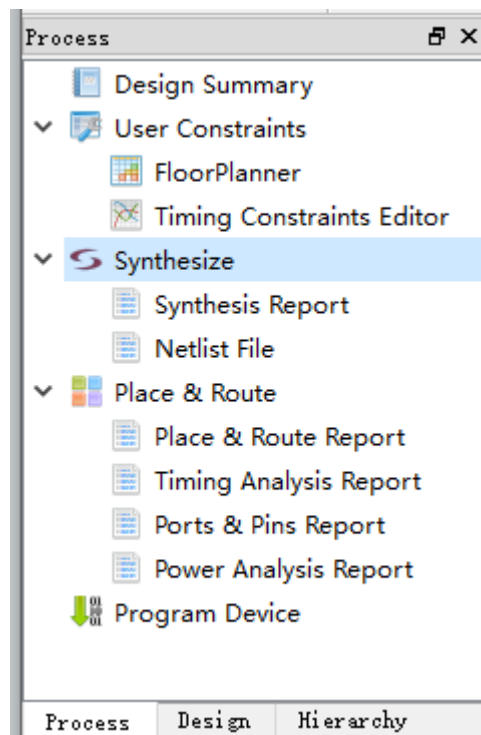 Process
Design Summary
User Constraints
FloorPlanner
Timing Constraints Editor
Synthesize
Synthesis Report
Netlist File
Place & Route
Place & Route Report
Timing Analysis Report
Ports & Pins Report
Power Analysis Report
Program Device
Process Design Hierarchy